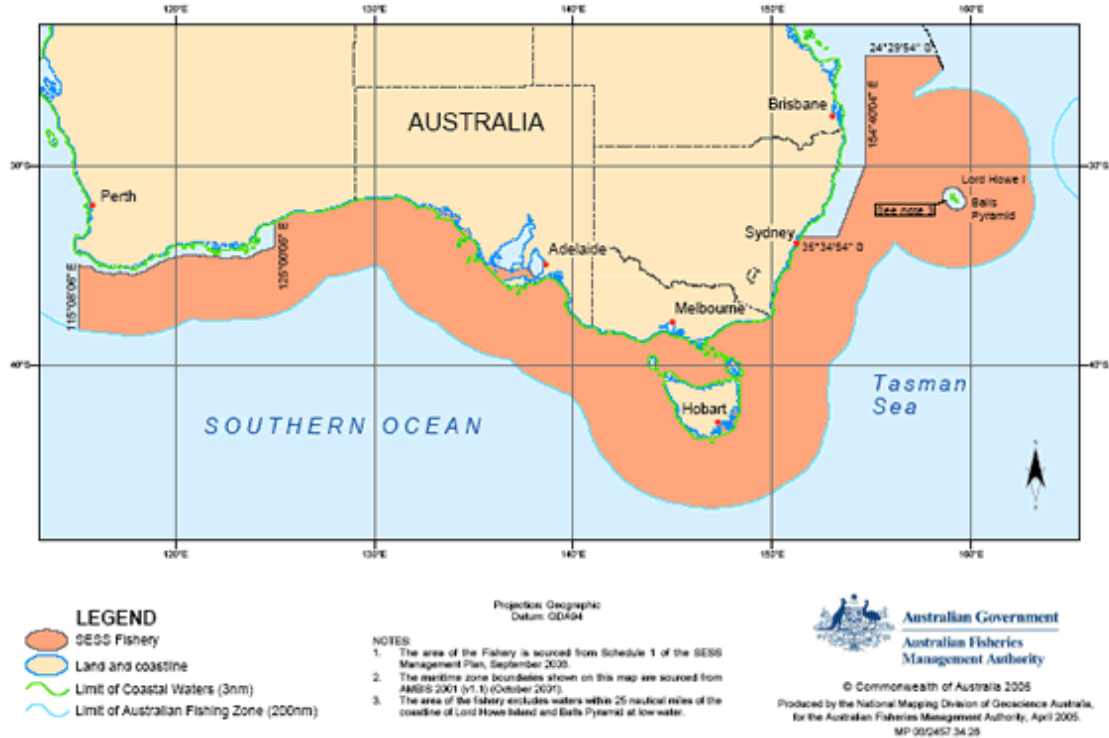 120°E 130°E 140°E 150°E 160°E
24°29'54" S
154°40'04" E
Brisbane
AUSTRALIA
30°S
Perth
Lord Howe I
See note 3
Balls
Pyramid
Sydney
Adelaide
125°00'06" E
115°08'06" E
Melbourne
40°S 40°S
Tasman
Sea
Hobart
SOUTHERN OCEAN
120°E 130°E 140°E 150°E 160°E
LEGEND
SESS Fishery
Land and coastline
Limit of Coastal Waters (3nm)
Limit of Australian Fishing Zone (200nm)
Projection: Geographic
Datum: GDA94
NOTES:
1. The area of the Fishery is sourced from Schedule 1 of the SESS
Management Plan, September
2. The maritime zone boundaries shown on this map are sourced from
AMBIS 2001 (v1.1) (October 2001).
3. The area of the fishery excludes waters within 25 nautical miles of the
coastline of Lord Howe Island and Balls Pyramid at low water.
Australian Government
Australian Fisheries
Management Authority
© Commonwealth of Australia 2005
Produced by the National Mapping Division of Geoscience Australia,
for the Australian Fisheries Management Authority, April 2005.